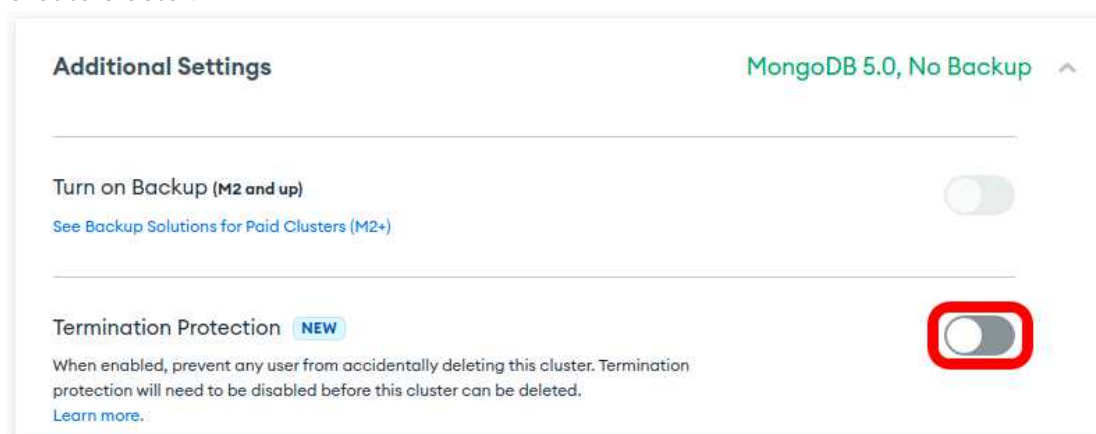 Additional Settings
MongoDB 5.0, No Backup
Turn on Backup (M2 and up)
See Backup Solutions for Paid Clusters (M2+)
Termination Protection NEW
When enabled, prevent any user from accidentally deleting this cluster. Termination
protection will need to be disabled before this cluster can be deleted.
Learn more.